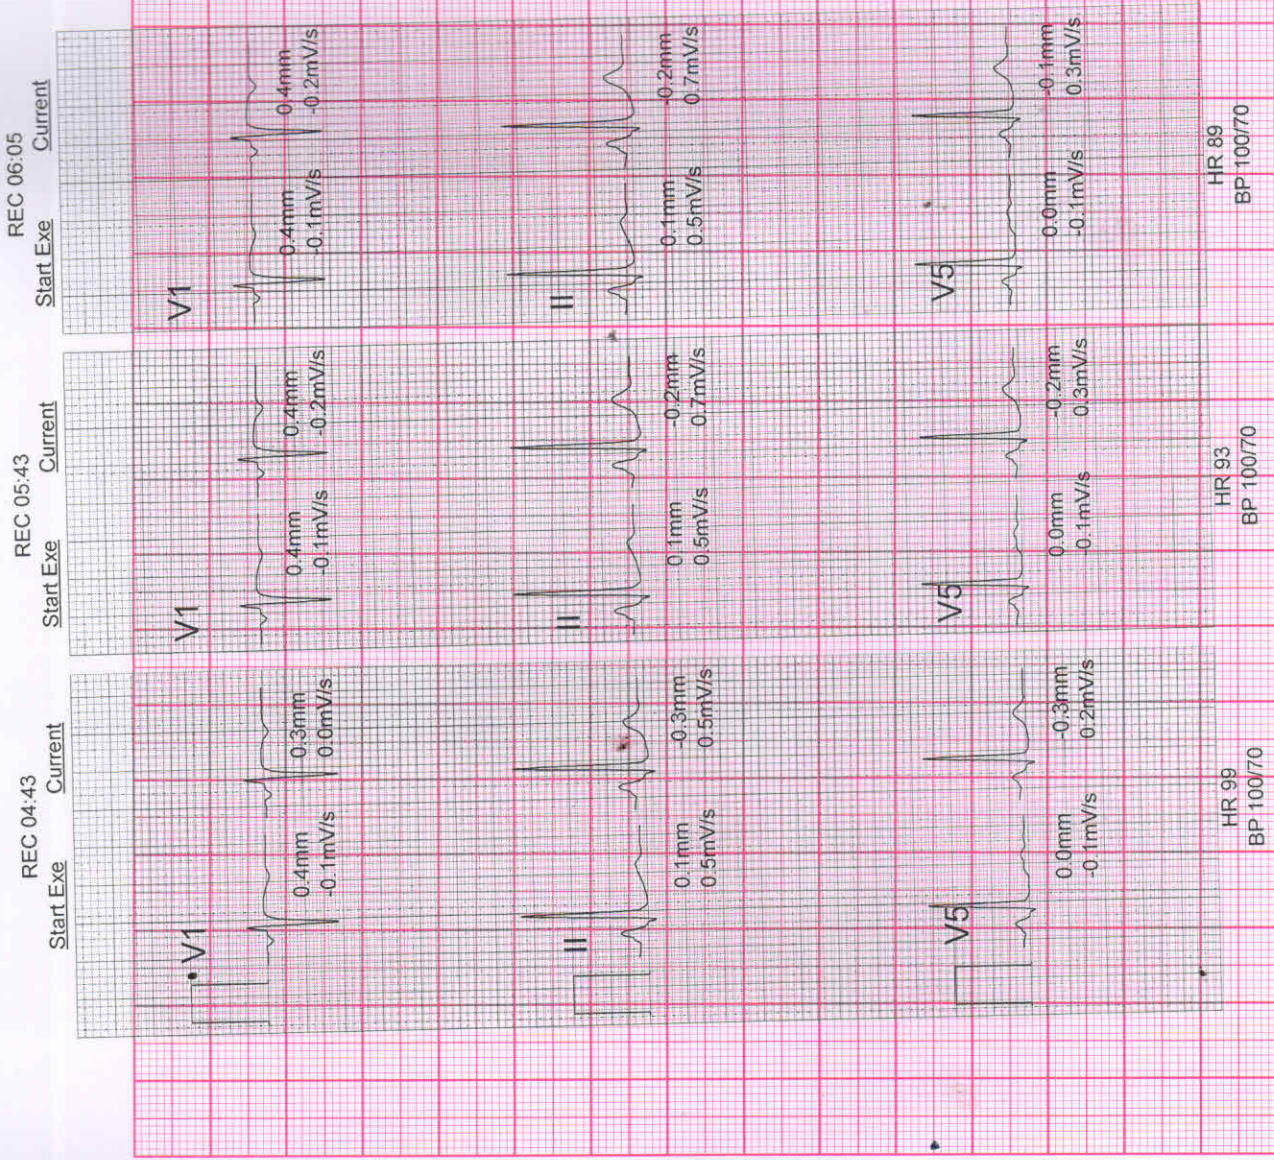 REC 04:43
Start Exe Current
V1
0.4mm 0.3mm
-0.1mV/s 0.0mV/s
II
0.1mm -0.3mm
0.5mV/s 0.5mV/s
V5
0.0mm -0.3mm
-0.1mV/s 0.2mV/s
HR 99
BP 100/70
REC 05:43
Start Exe Current
V1
0.4mm 0.4mm
-0.1mV/s -0.2mV/s
II
0.1mm -0.2mm
0.5mV/s 0.7mV/s
V5
0.0mm -0.2mm
-0.1mV/s 0.3mV/s
HR 93
BP 100/70
REC 06:05
Start Exe Current
V1
0.4mm 0.4mm
-0.1mV/s -0.2mV/s
II
0.1mm -0.2mm
0.5mV/s 0.7mV/s
V5
0.0mm -0.1mm
-0.1mV/s 0.3mV/s
HR 89
BP 100/70